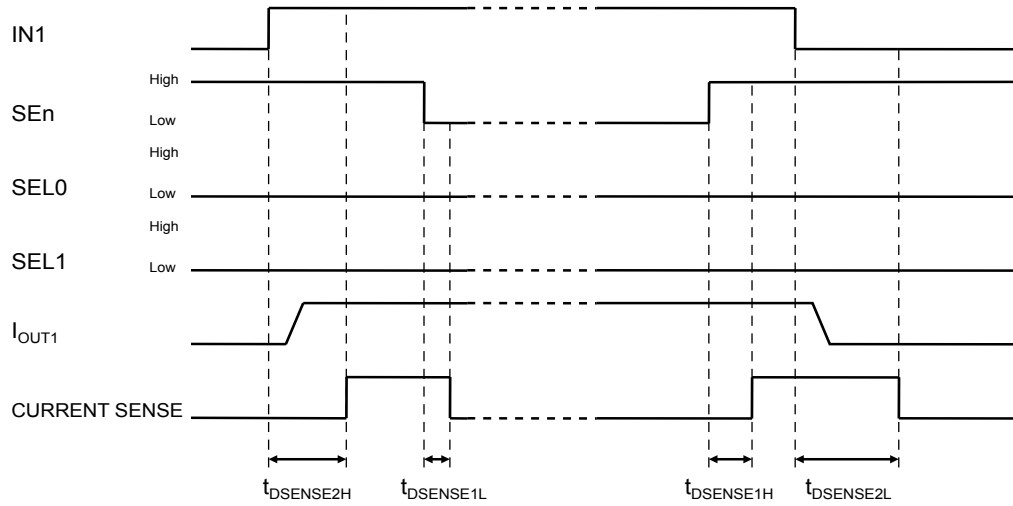 IN1
High
SEn
Low
High
SEL0
Low
High
SEL1
Low
IOUT1
CURRENT SENSE
tDSENSE2H tDSENSE1L tDSENSE1H tDSENSE2L